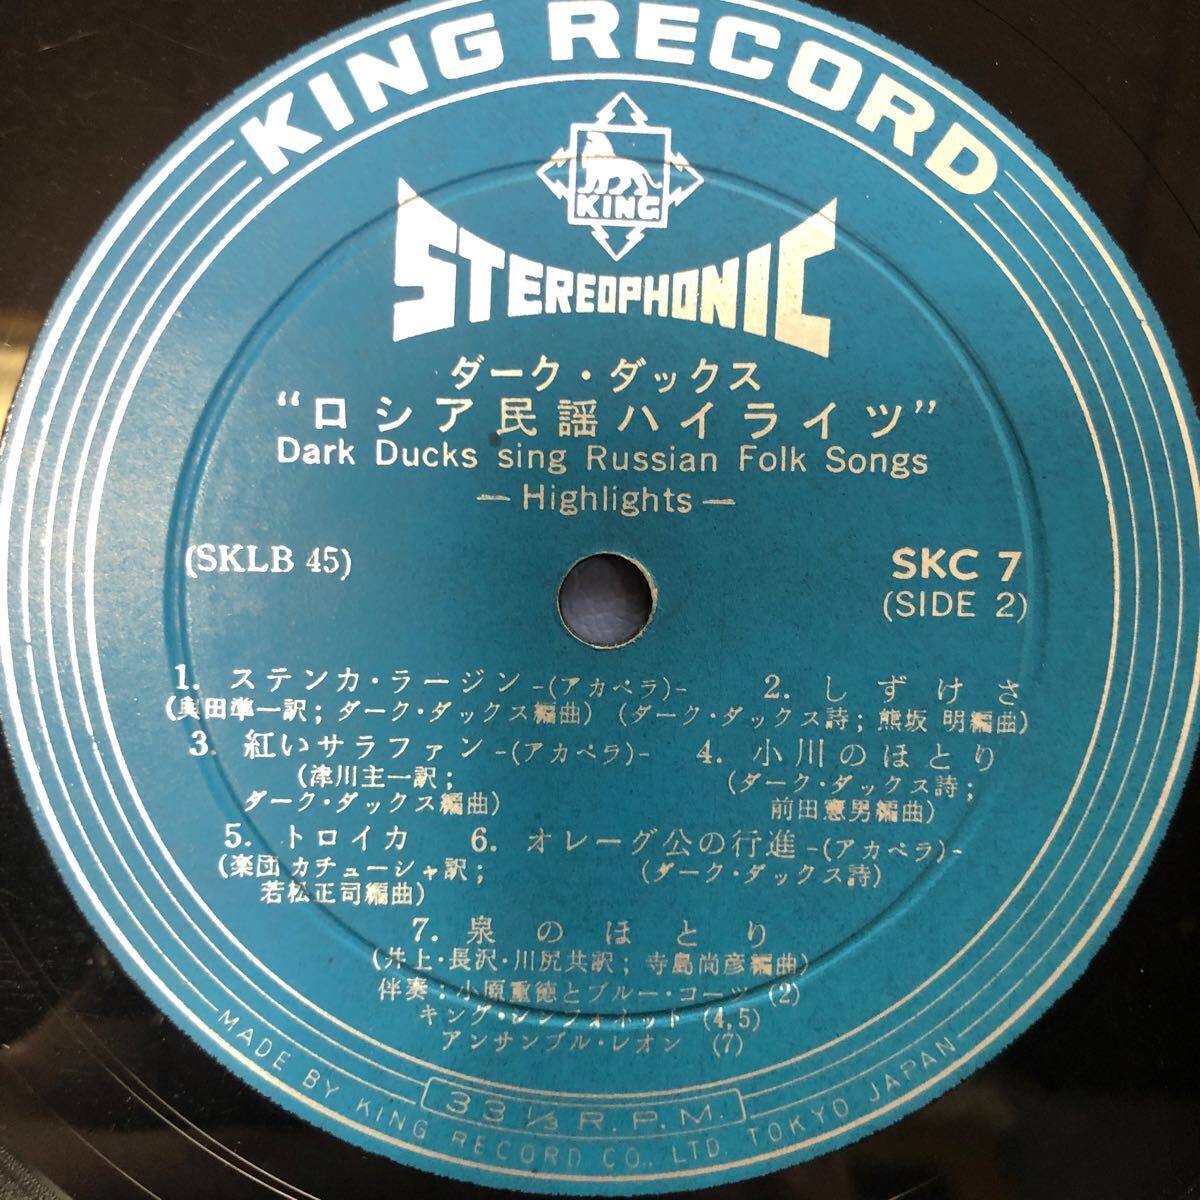 KING RECORD
KING
STEREOPHONIC
ダーク・ダックス
“ロシア民謡ハイライツ”
Dark Ducks sing Russian Folk Songs
—Highlights—
(SKLB 45)
SKC 7
(SIDE 2)
1. ステンカ・ラージン-(アカペラ)- 2. しずけさ
(奥田準一訳; ダーク・ダックス編曲) (ダーク・ダックス詩; 熊坂 明編曲)
3. 紅いサラファン-(アカペラ)- 4. 小川のほとり
(津川主一訳; (ダーク・ダックス詩;
ダーク・ダックス編曲) 前田憲男編曲)
5. トロイカ 6. オレーグ公の行進-(アカペラ)-
(楽団 カチューシャ訳; (ダーク・ダックス詩)
若松正司編曲)
7. 泉のほとり
(井上・長沢・川尻共訳; 寺島尚彦編曲)
伴奏: 小原重徳とブルー・コーツ (2)
キング・シンフォネット (4,5)
アンサンブル・レオン (7)
33⅓ R.P.M.
MADE BY KING RECORD CO., LTD. TOKYO JAPAN